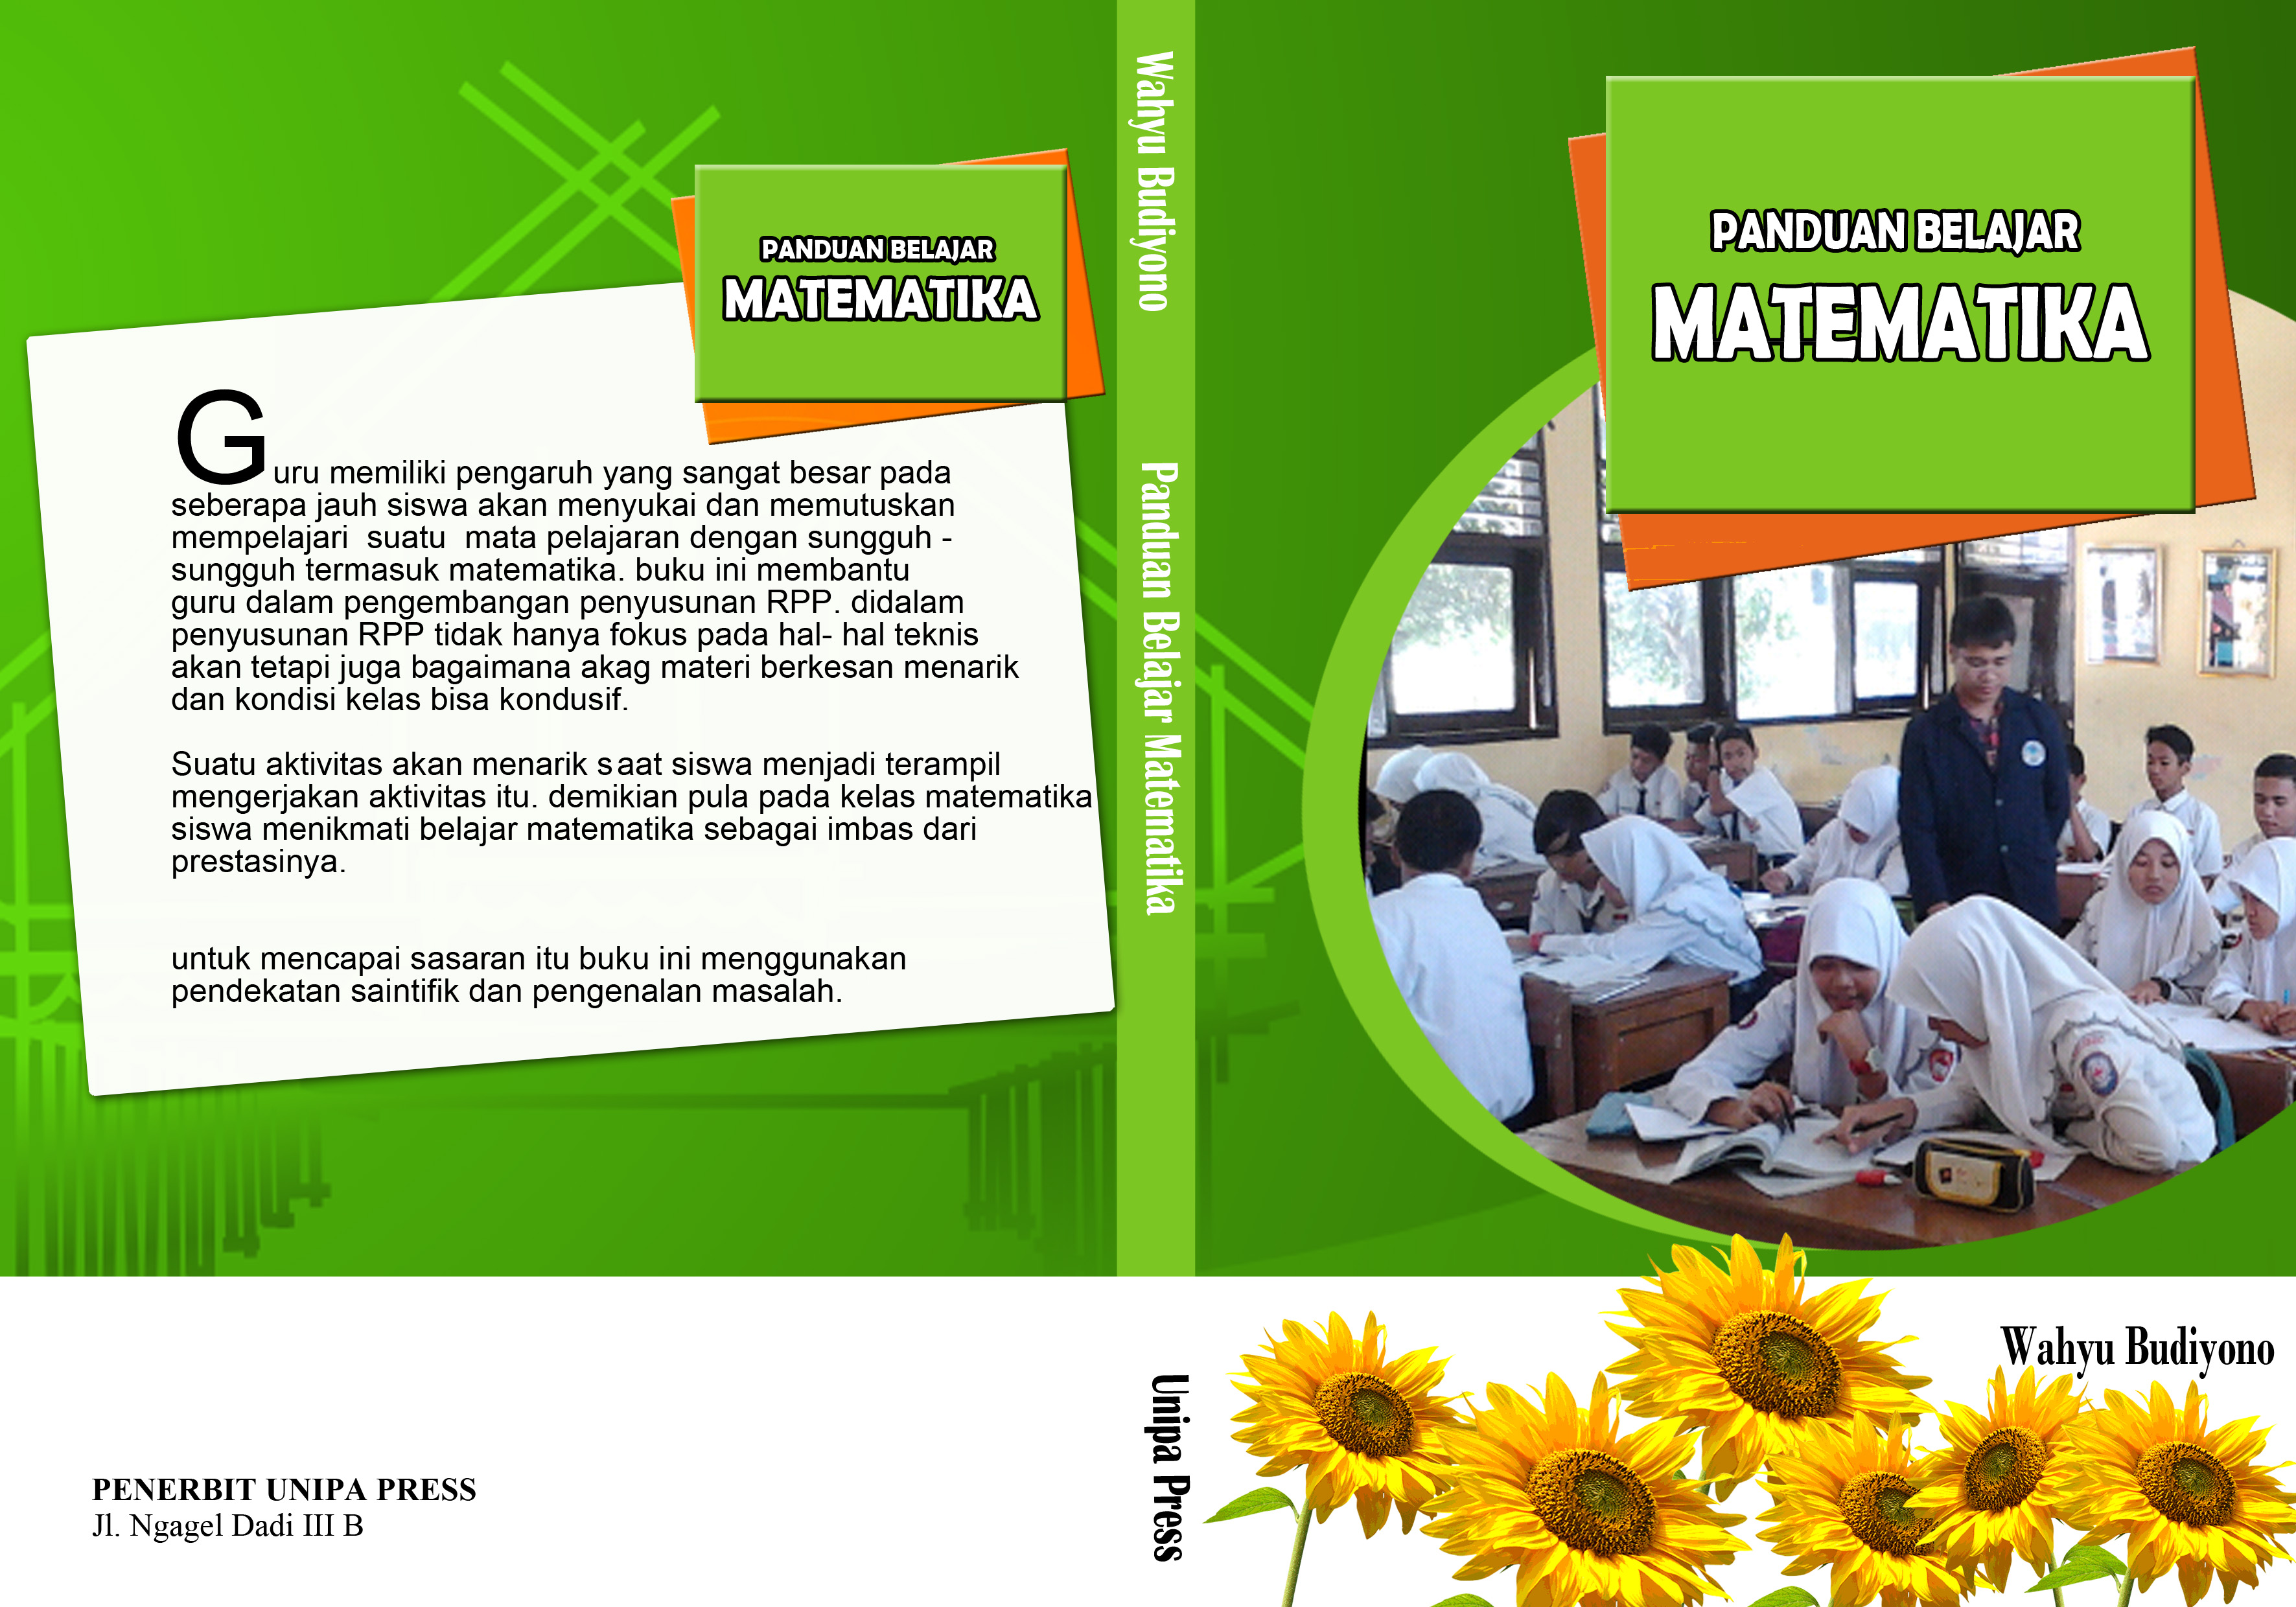 PANDUAN BELAJAR
MATEMATIKA
Guru memiliki pengaruh yang sangat besar pada
seberapa jauh siswa akan menyukai dan memutuskan
mempelajari suatu mata pelajaran dengan sungguh -
sungguh termasuk matematika. buku ini membantu
guru dalam pengembangan penyusunan RPP. didalam
penyusunan RPP tidak hanya fokus pada hal- hal teknis
akan tetapi juga bagaimana akag materi berkesan menarik
dan kondisi kelas bisa kondusif.
Suatu aktivitas akan menarik saat siswa menjadi terampil
mengerjakan aktivitas itu. demikian pula pada kelas matematika
siswa menikmati belajar matematika sebagai imbas dari
prestasinya.
untuk mencapai sasaran itu buku ini menggunakan
pendekatan saintifik dan pengenalan masalah.
PENERBIT UNIPA PRESS
Jl. Ngagel Dadi III B
Wahyu Budiyono
Panduan Belajar Matematika
Unipa Press
PANDUAN BELAJAR
MATEMATIKA
Wahyu Budiyono